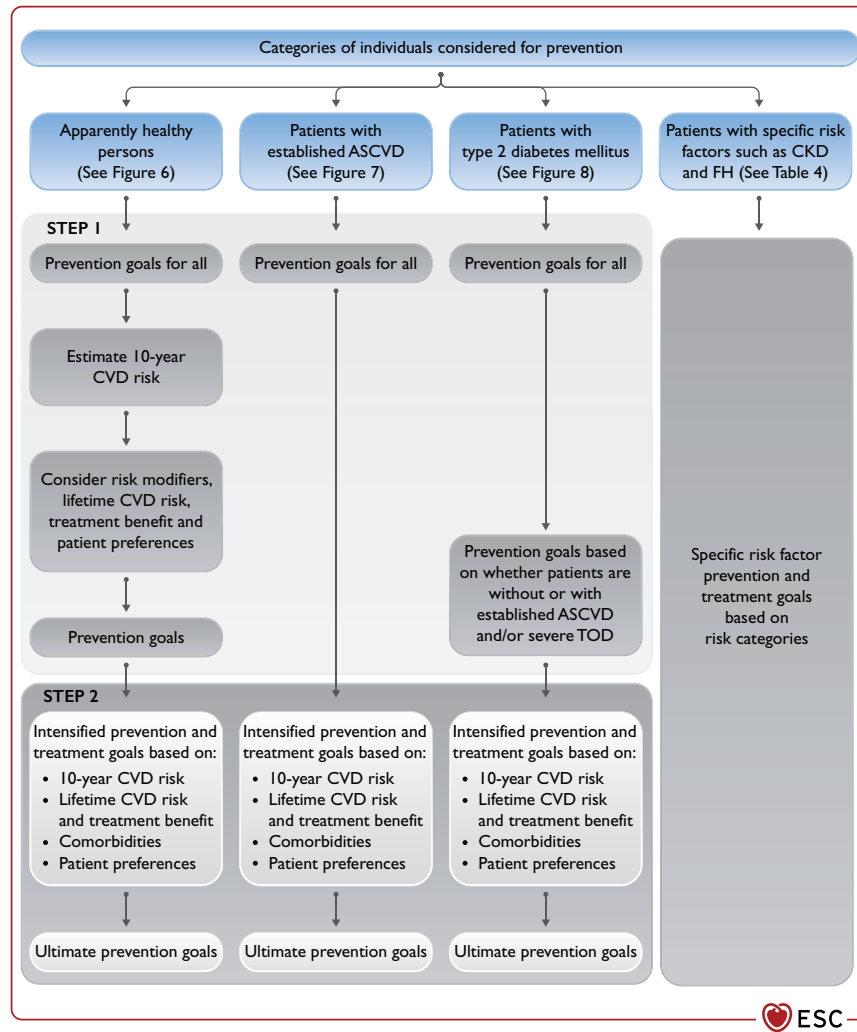 Categories of individuals considered for prevention
Apparently healthy
persons
(See Figure 6)
Patients with
established ASCVD
(See Figure 7)
Patients with
type 2 diabetes mellitus
(See Figure 8)
Patients with specific risk
factors such as CKD
and FH (See Table 4)
STEP 1
Prevention goals for all
Prevention goals for all
Prevention goals for all
Estimate 10-year
CVD risk
Consider risk modifiers,
lifetime CVD risk,
treatment benefit and
patient preferences
Prevention goals
Prevention goals based
on whether patients are
without or with
established ASCVD
and/or severe TOD
Specific risk factor
prevention and
treatment goals
based on
risk categories
STEP 2
Intensified prevention and
treatment goals based on:
• 10-year CVD risk
• Lifetime CVD risk
and treatment benefit
• Comorbidities
• Patient preferences
Intensified prevention and
treatment goals based on:
• 10-year CVD risk
• Lifetime CVD risk
and treatment benefit
• Comorbidities
• Patient preferences
Intensified prevention and
treatment goals based on:
• 10-year CVD risk
• Lifetime CVD risk
and treatment benefit
• Comorbidities
• Patient preferences
Ultimate prevention goals
Ultimate prevention goals
Ultimate prevention goals
ESC